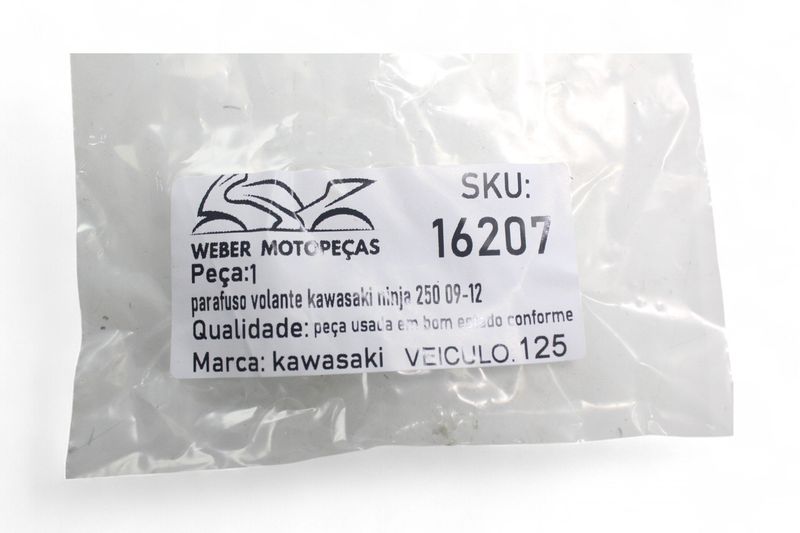 SKU:
16207
WEBER MOTOPEÇAS
Peça:1
parafuso volante kawasaki ninja 250 09-12
Qualidade: peça usada em bom estado conforme
Marca: kawasaki VEICULO.125